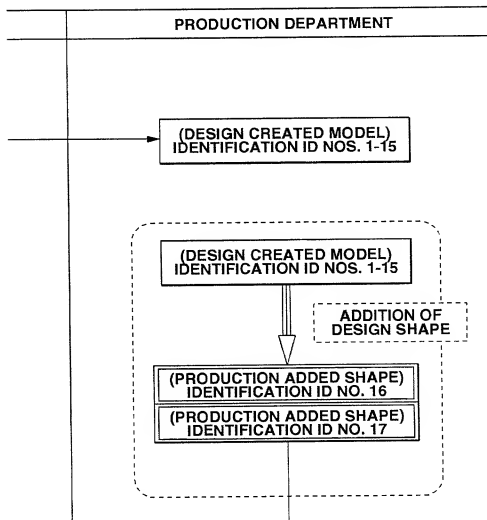 PRODUCTION DEPARTMENT
(DESIGN CREATED MODEL)
IDENTIFICATION ID NOS. 1-15
(DESIGN CREATED MODEL)
IDENTIFICATION ID NOS. 1-15
ADDITION OF
DESIGN SHAPE
(PRODUCTION ADDED SHAPE)
IDENTIFICATION ID NO. 16
(PRODUCTION ADDED SHAPE)
IDENTIFICATION ID NO. 17